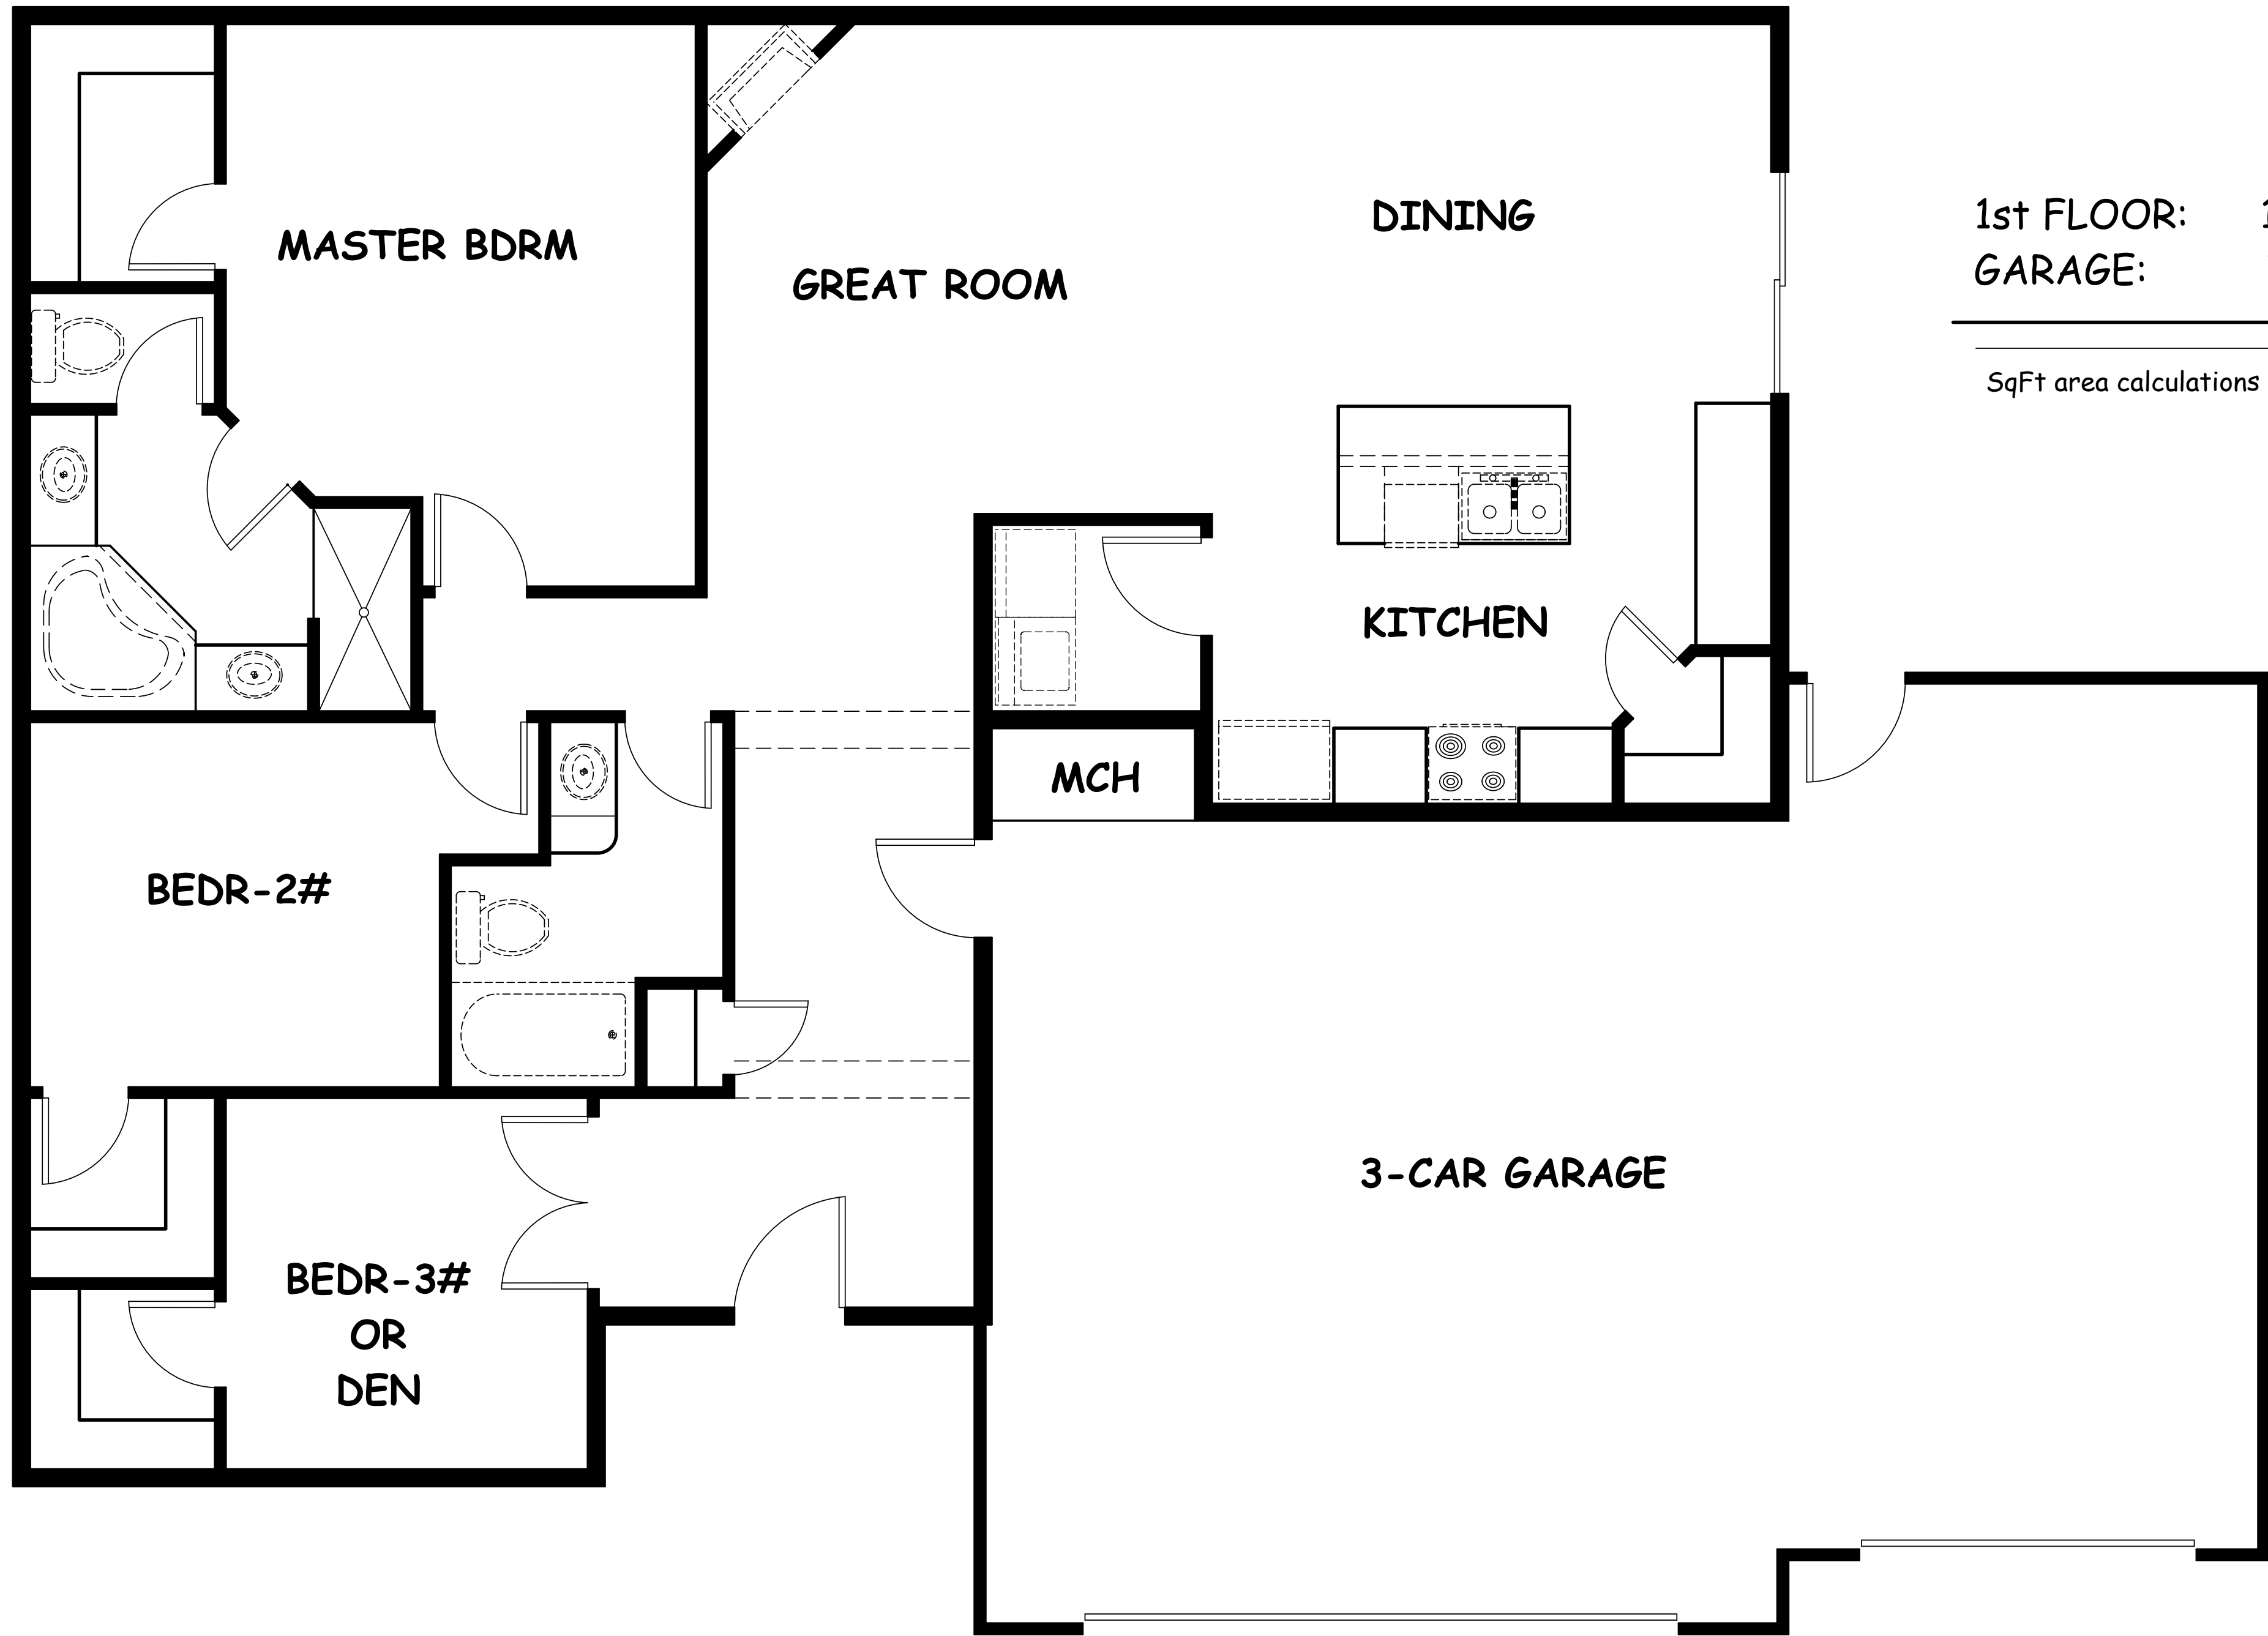 MASTER BDRM
GREAT ROOM
DINING
1st FLOOR:
GARAGE:
SqFt area calculations
KITCHEN
MCH
BEDR-2#
3-CAR GARAGE
BEDR-3#
OR
DEN